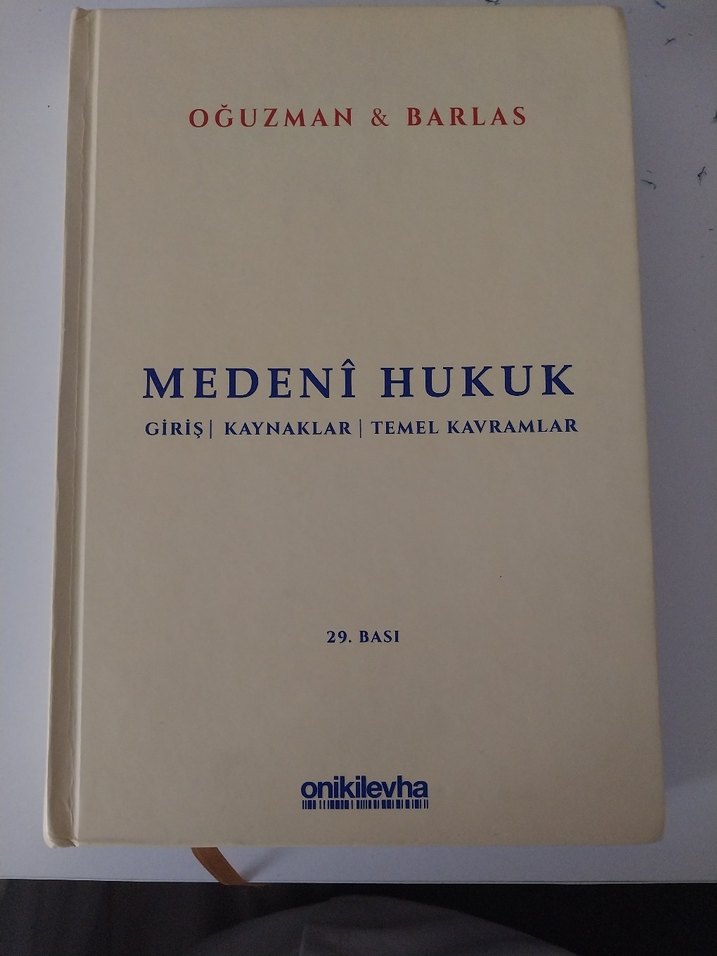 OĞUZMAN & BARLAS
MEDENÎ HUKUK
GİRİŞ| KAYNAKLAR | TEMEL KAVRAMLAR
29. BASI
onikilevha